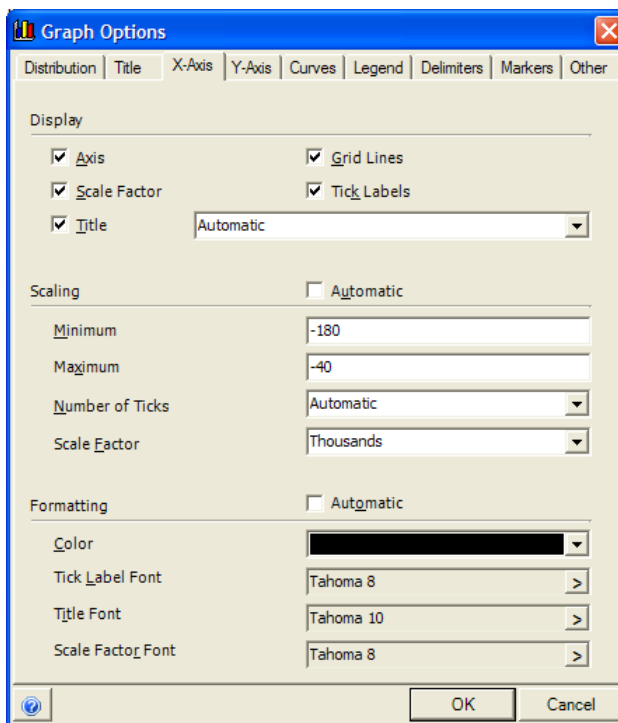 Graph Options
Distribution Title X-Axis Y-Axis Curves Legend Delimiters Markers Other
Display
Axis Grid Lines
Scale Factor Tick Labels
Title Automatic
Scaling Automatic
Minimum -180
Maximum -40
Number of Ticks Automatic
Scale Factor Thousands
Formatting Automatic
Color
Tick Label Font Tahoma 8 >
Title Font Tahoma 10 >
Scale Factor Font Tahoma 8 >
? OK Cancel